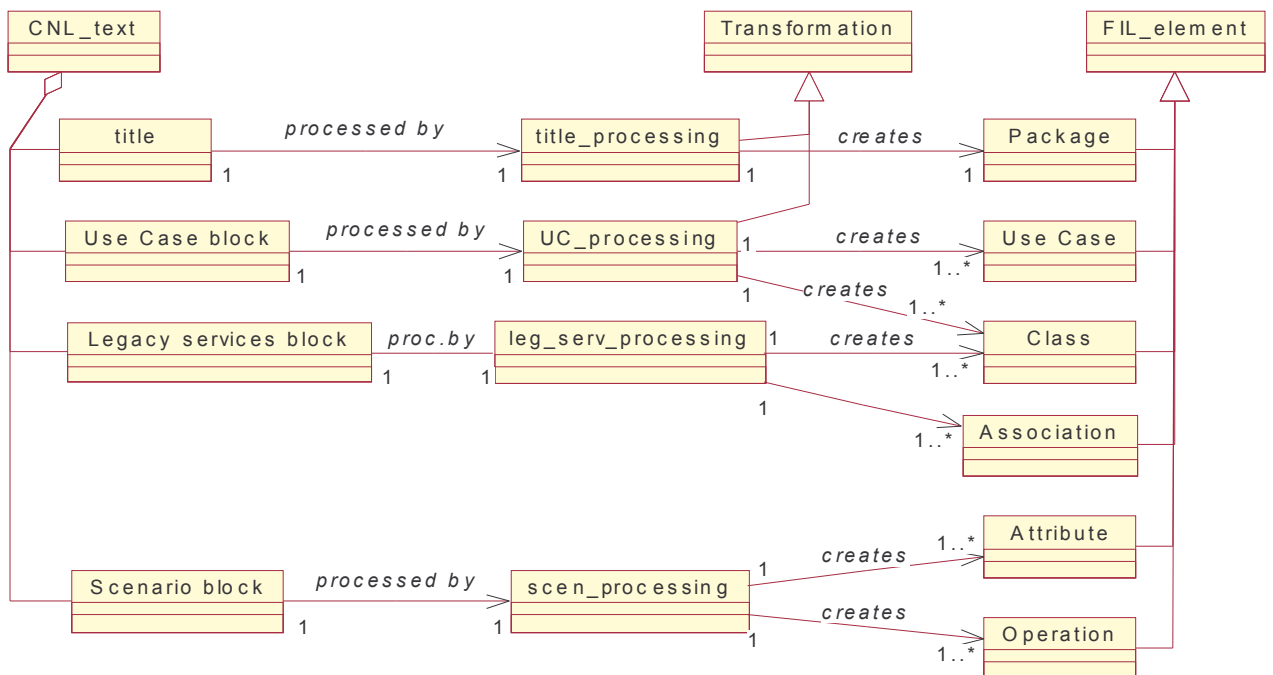 CNL_text
Transformation
FIL_element
title
processed by
title_processing
creates
Package
1
1
1
1
Use Case block
processed by
UC_processing
creates
Use Case
1
1
1
1..*
1
creates
1..*
Legacy services block
proc.by
leg_serv_processing
1
creates
Class
1
1
1..*
1
Association
1..*
Scenario block
processed by
scen_processing
1
creates
1..*
Attribute
1
1
1
creates
1..*
Operation